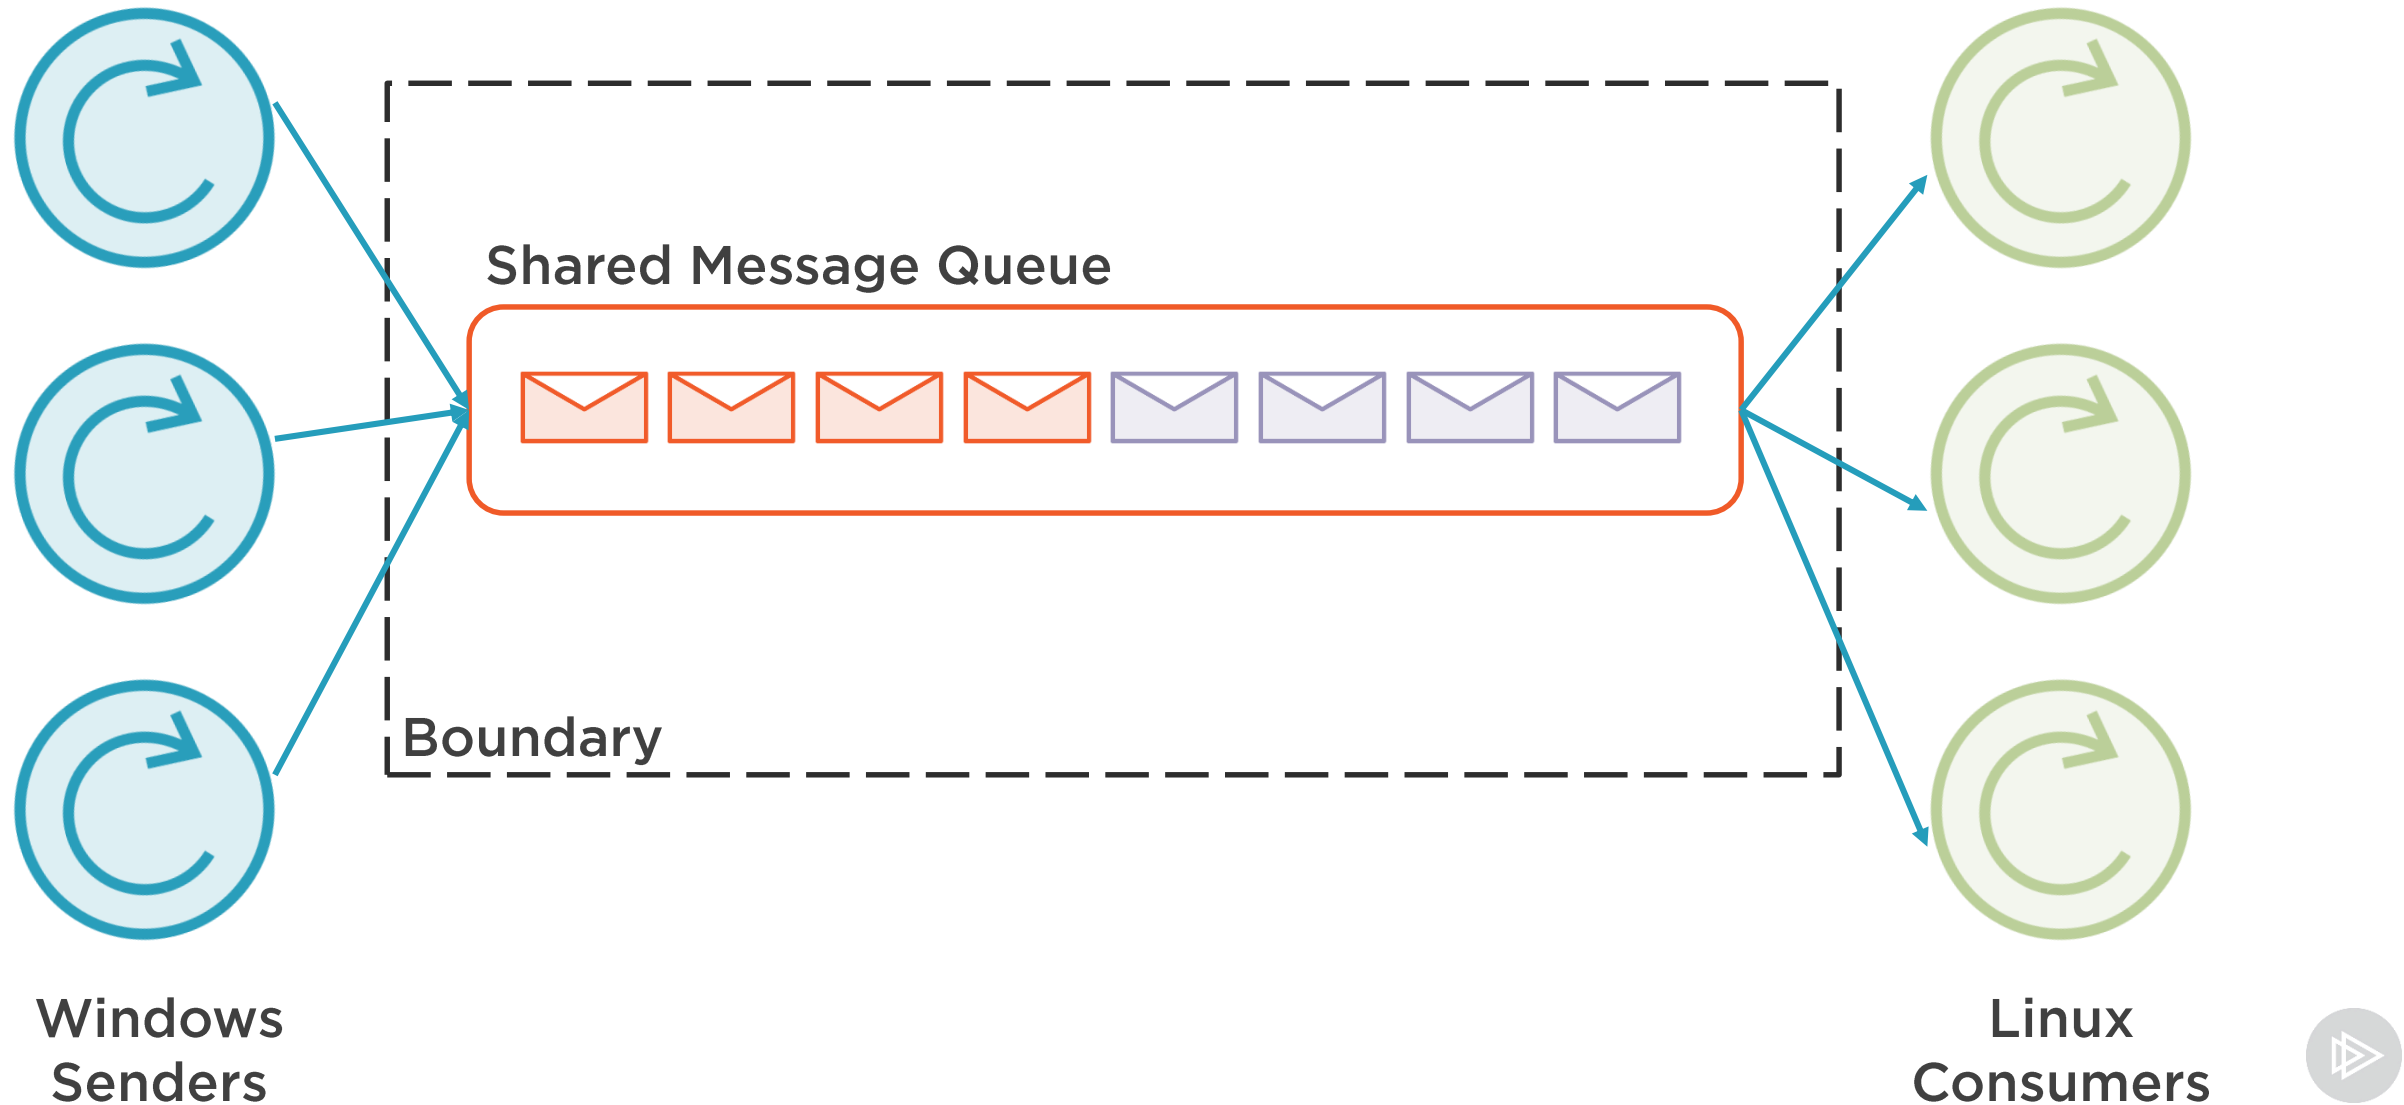 Shared Message Queue
Boundary
Windows
Senders
Linux
Consumers